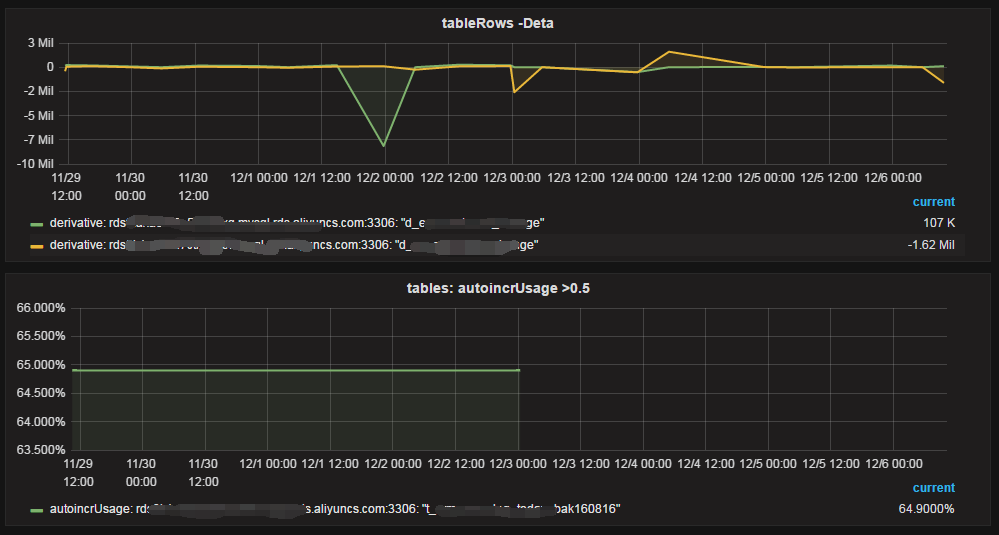 tableRows -Deta
3 Mil
0
-2 Mil
-5 Mil
-7 Mil
-10 Mil
11/29 12:00 11/30 00:00 11/30 12:00 12/1 00:00 12/1 12:00 12/2 00:00 12/2 12:00 12/3 00:00 12/3 12:00 12/4 00:00 12/4 12:00 12/5 00:00 12/5 12:00 12/6 00:00
current
derivative: rds mysql.rds.aliyuncs.com:3306: "d_e ge" 107 K
derivative: rds uncs.com:3306: "d_ ge" -1.62 Mil
tables: autoincrUsage >0.5
66.000%
65.500%
65.000%
64.500%
64.000%
63.500%
11/29 12:00 11/30 00:00 11/30 12:00 12/1 00:00 12/1 12:00 12/2 00:00 12/2 12:00 12/3 00:00 12/3 12:00 12/4 00:00 12/4 12:00 12/5 00:00 12/5 12:00 12/6 00:00
current
autoincrUsage: rds s.aliyuncs.com:3306: "t_ bak160816" 64.9000%